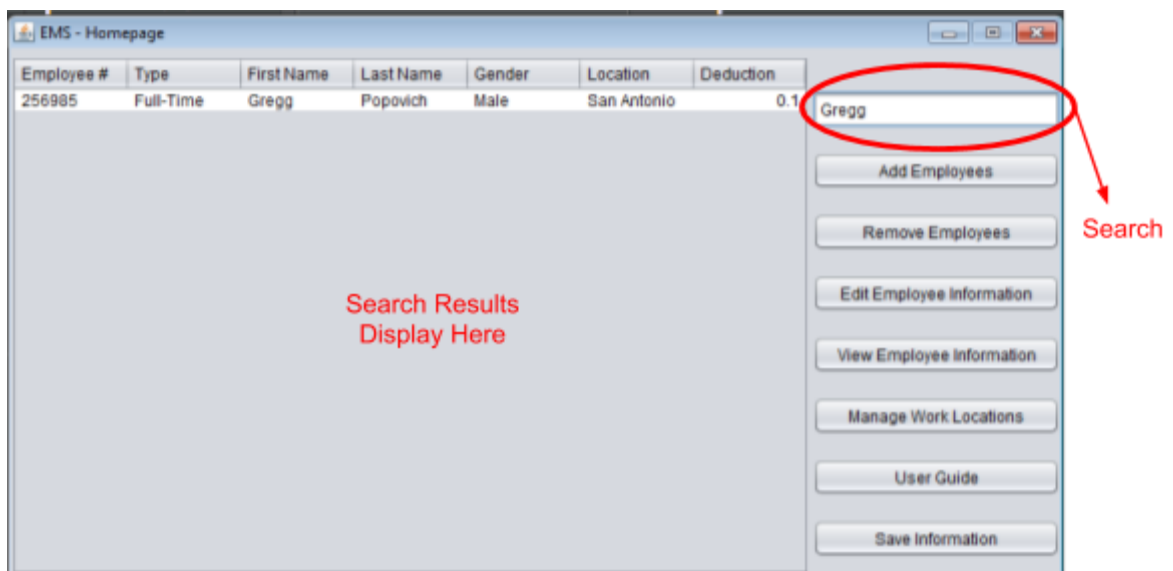 EMS - Homepage
Employee # Type First Name Last Name Gender Location Deduction
256985 Full-Time Gregg Popovich Male San Antonio 0.1
Gregg
Add Employees
Remove Employees
Search
Edit Employee Information
Search Results
Display Here
View Employee Information
Manage Work Locations
User Guide
Save Information